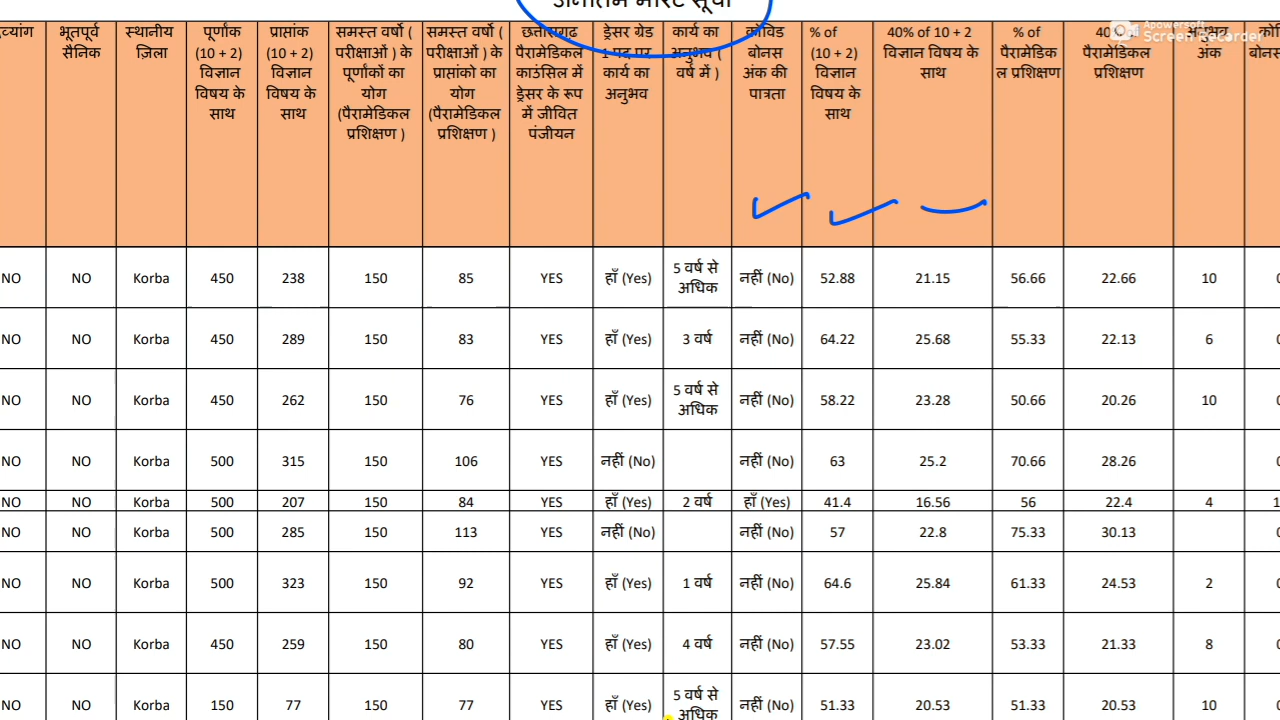 अनन्तिम मेरिट सूची
Apowersoft
Screen Recorder
दिव्यांग | भूतपूर्व सैनिक | स्थानीय ज़िला | पूर्णांक (10 + 2) विज्ञान विषय के साथ | प्राप्तांक (10 + 2) विज्ञान विषय के साथ | समस्त वर्षो ( परीक्षाओं ) के पूर्णांकों का योग (पैरामेडिकल प्रशिक्षण ) | समस्त वर्षों ( परीक्षाओं ) के प्राप्तांको का योग (पैरामेडिकल प्रशिक्षण ) | छत्तीसगढ़ पैरामेडिकल काउंसिल में ड्रेसर के रूप में जीवित पंजीयन | ड्रेसर ग्रेड 1 पद पर कार्य का अनुभव | कार्य का अनुभव ( वर्ष में ) | कोविड बोनस अंक की पात्रता | % of (10 + 2) विज्ञान विषय के साथ | 40% of 10 + 2 विज्ञान विषय के साथ | % of पैरामेडिकल प्रशिक्षण | पैरामेडिकल प्रशिक्षण | अंक
NO NO Korba 450 238 150 85 YES हाँ (Yes) 5 वर्ष से अधिक नहीं (No) 52.88 21.15 56.66 22.66 10
NO NO Korba 450 289 150 83 YES हाँ (Yes) 3 वर्ष नहीं (No) 64.22 25.68 55.33 22.13 6
NO NO Korba 450 262 150 76 YES हाँ (Yes) 5 वर्ष से अधिक नहीं (No) 58.22 23.28 50.66 20.26 10
NO NO Korba 500 315 150 106 YES नहीं (No) नहीं (No) 63 25.2 70.66 28.26
NO NO Korba 500 207 150 84 YES हाँ (Yes) 2 वर्ष हाँ (Yes) 41.4 16.56 56 22.4 4 1
NO NO Korba 500 285 150 113 YES नहीं (No) नहीं (No) 57 22.8 75.33 30.13
NO NO Korba 500 323 150 92 YES हाँ (Yes) 1 वर्ष नहीं (No) 64.6 25.84 61.33 24.53 2
NO NO Korba 450 259 150 80 YES हाँ (Yes) 4 वर्ष नहीं (No) 57.55 23.02 53.33 21.33 8
NO NO Korba 150 77 150 77 YES हाँ (Yes) 5 वर्ष से अधिक नहीं (No) 51.33 20.53 51.33 20.53 10